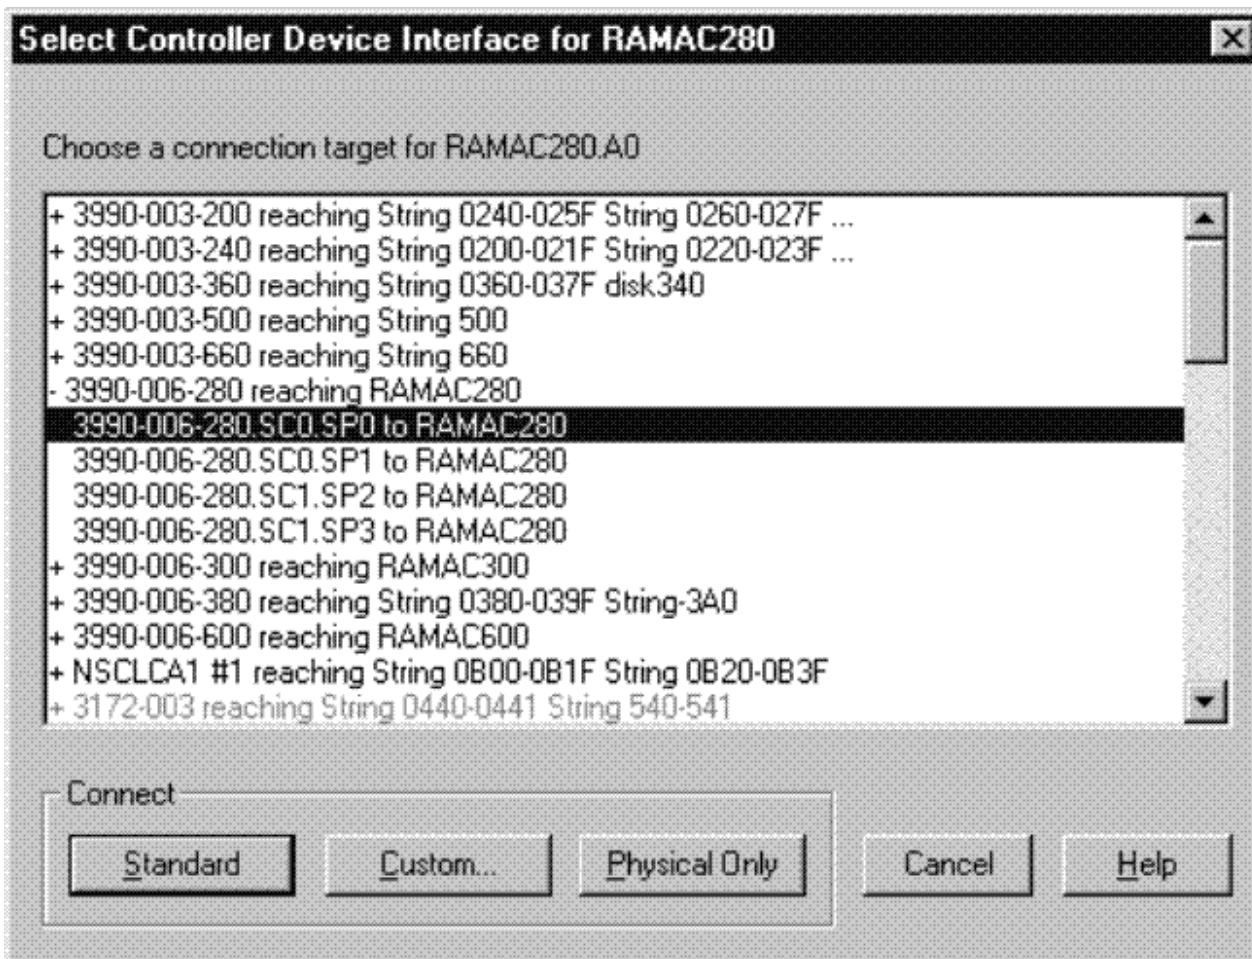 Select Controller Device Interface for RAMAC280
Choose a connection target for RAMAC280.A0
+ 3990-003-200 reaching String 0240-025F String 0260-027F ...
+ 3990-003-240 reaching String 0200-021F String 0220-023F ...
+ 3990-003-360 reaching String 0360-037F disk340
+ 3990-003-500 reaching String 500
+ 3990-003-660 reaching String 660
- 3990-006-280 reaching RAMAC280
3990-006-280.SC0.SP0 to RAMAC280
3990-006-280.SC0.SP1 to RAMAC280
3990-006-280.SC1.SP2 to RAMAC280
3990-006-280.SC1.SP3 to RAMAC280
+ 3990-006-300 reaching RAMAC300
+ 3990-006-380 reaching String 0380-039F String-3A0
+ 3990-006-600 reaching RAMAC600
+ NSCLCA1 #1 reaching String 0B00-0B1F String 0B20-0B3F
+ 3172-003 reaching String 0440-0441 String 540-541
Connect
Standard Custom... Physical Only Cancel Help